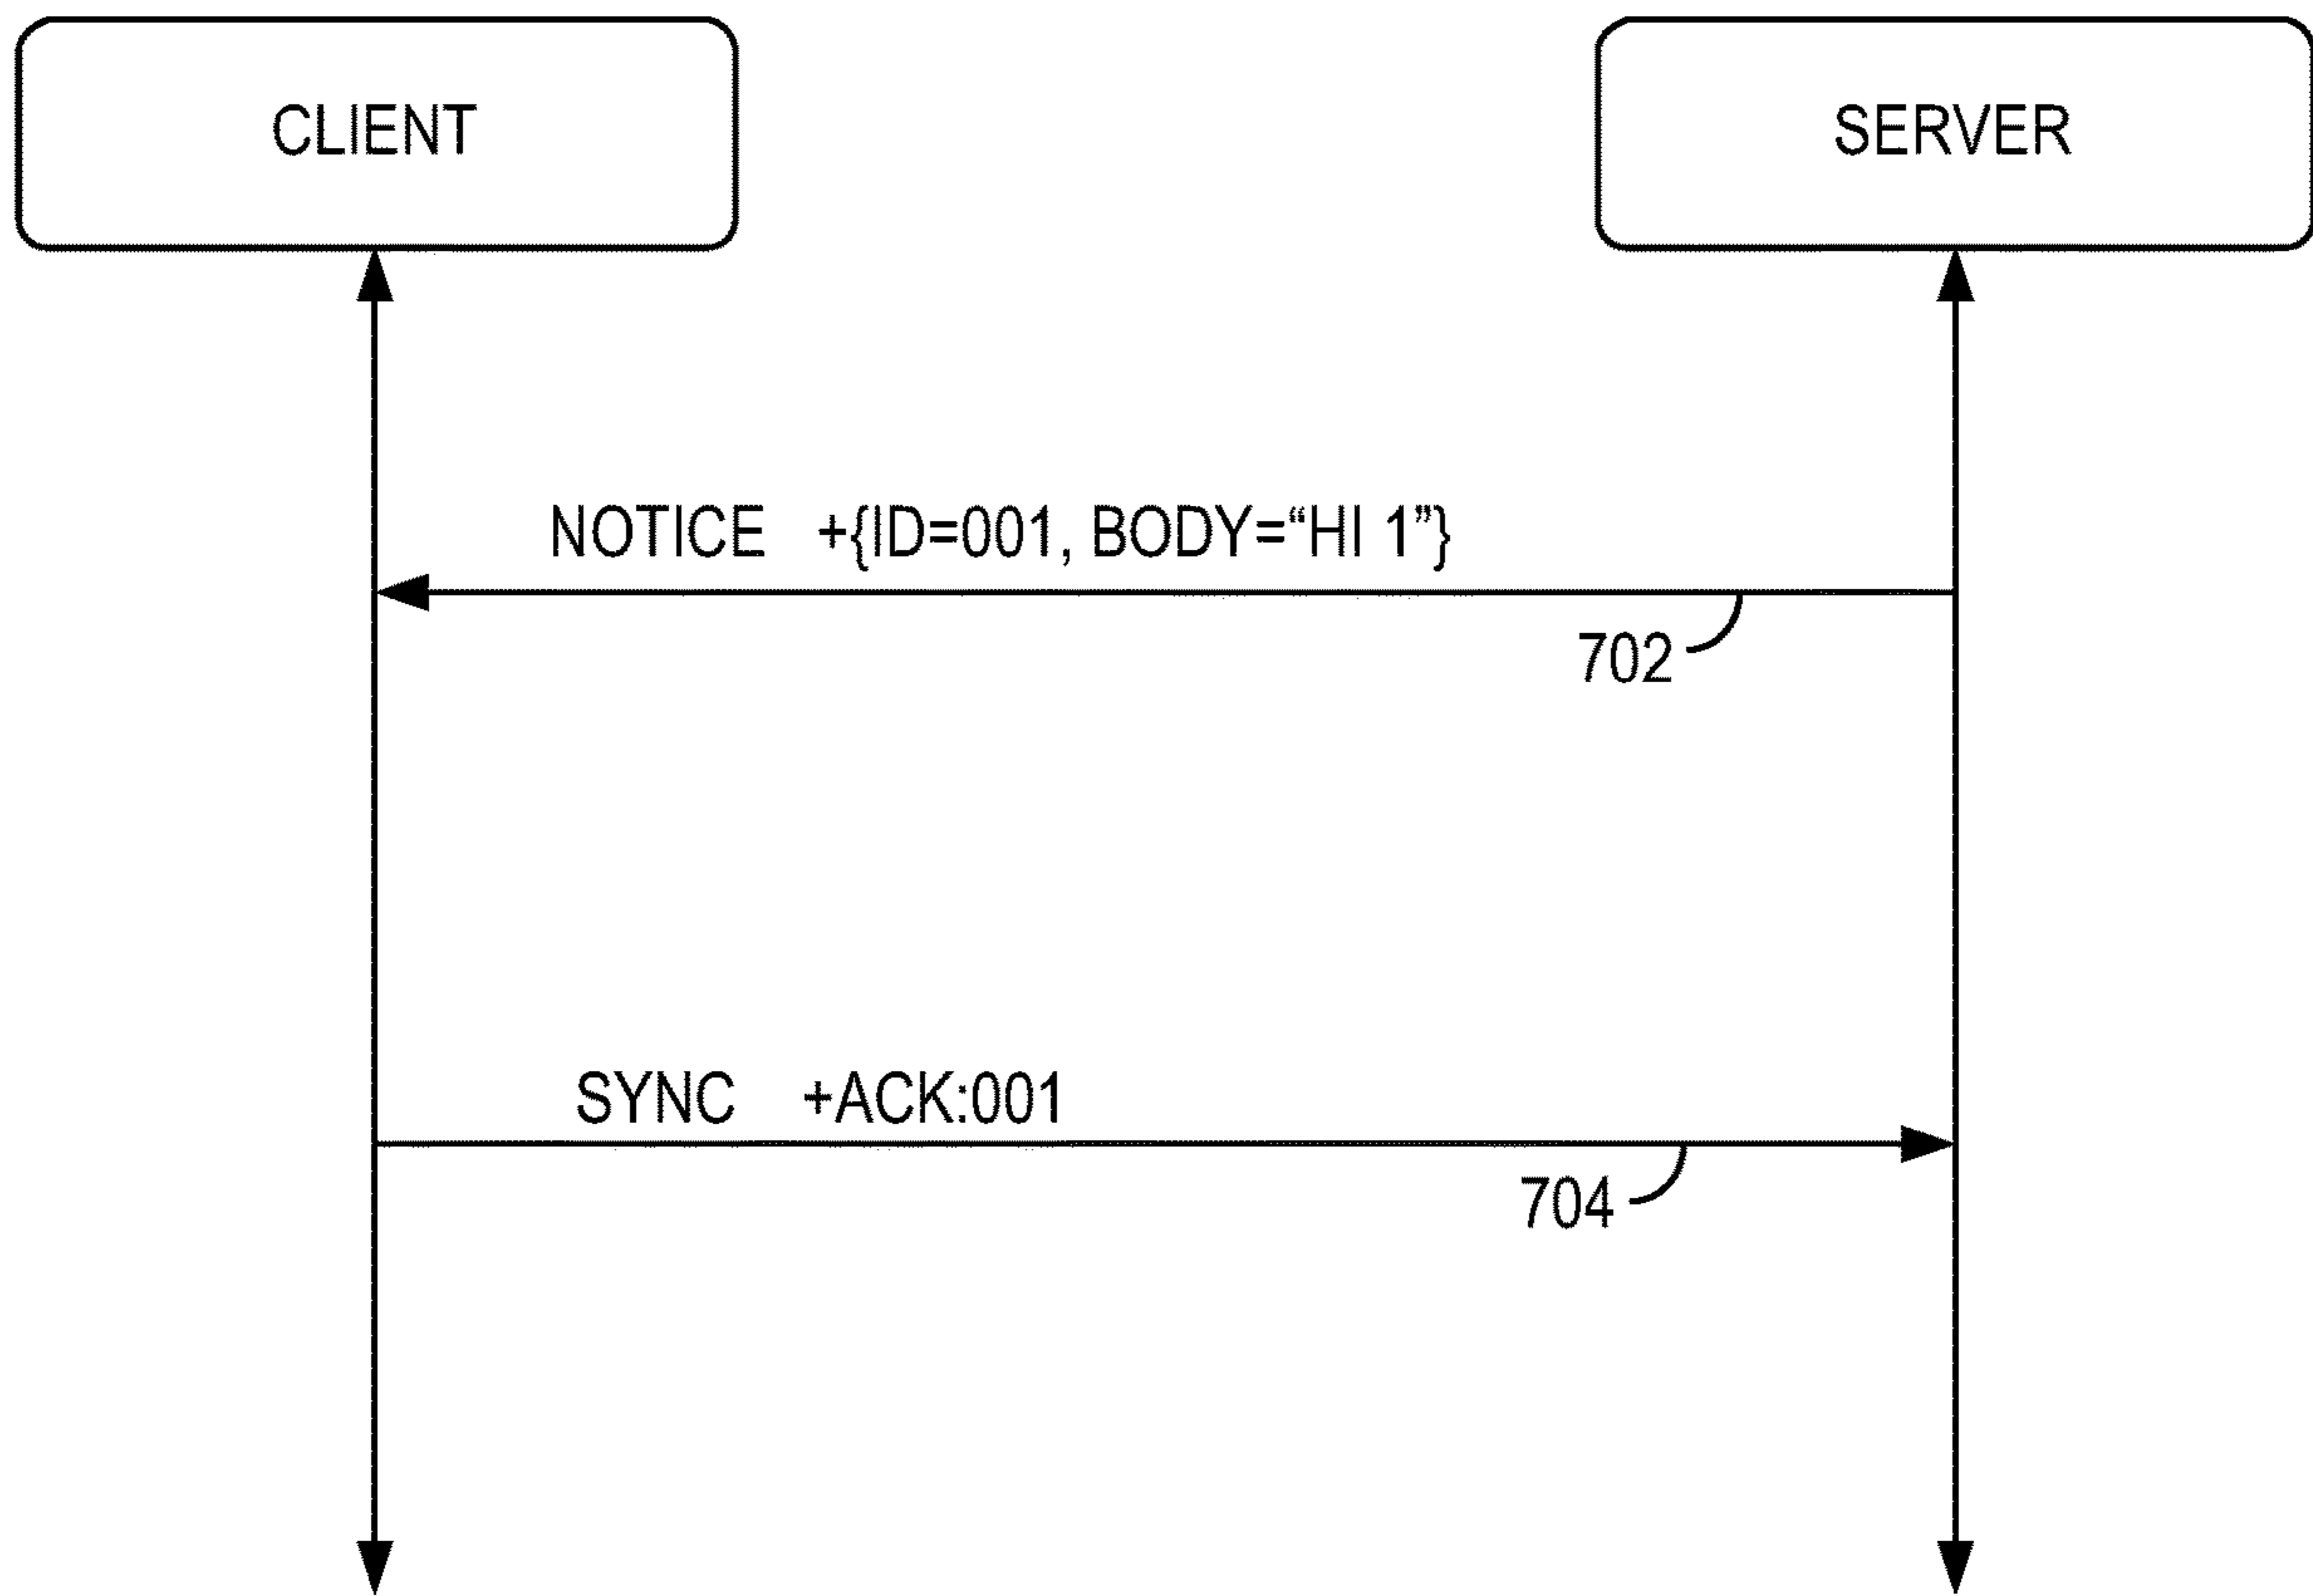 CLIENT
SERVER
NOTICE +{ID=001, BODY=“HI 1”}
702
SYNC +ACK:001
704